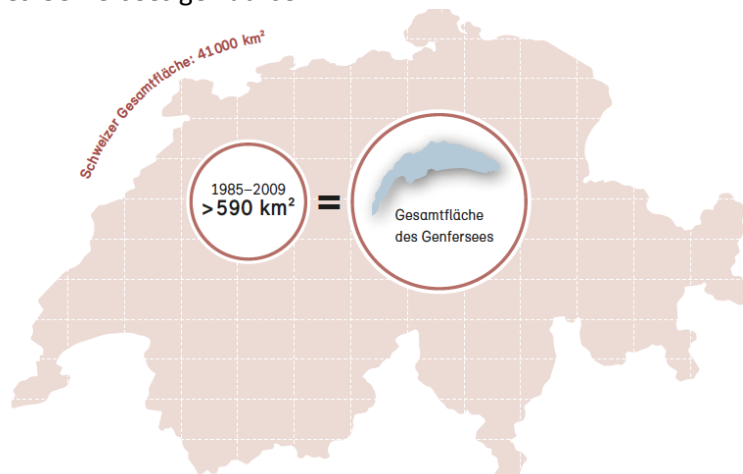 Schweizer Gesamtfläche: 41 000 km²
1985–2009
>590 km²
=
Gesamtfläche
des Genfersees